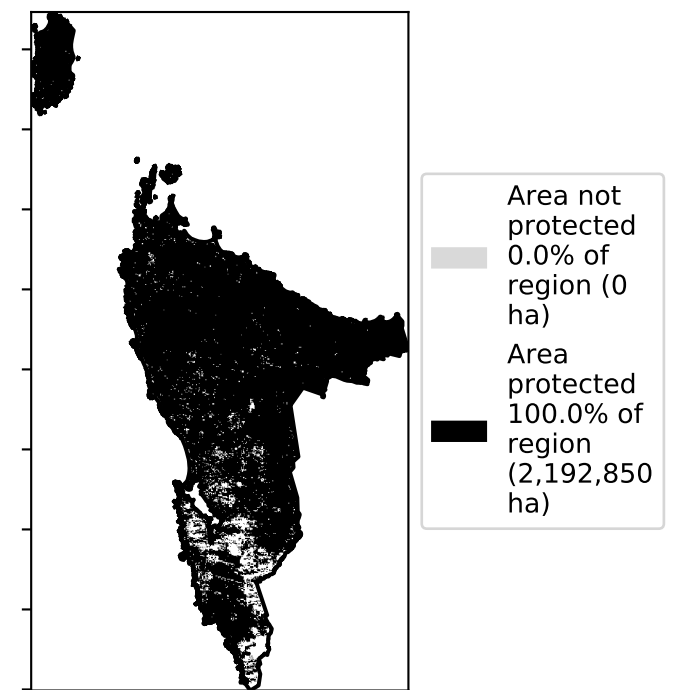 Area not
protected
0.0% of
region (0
ha)
Area
protected
100.0% of
region
(2,192,850
ha)